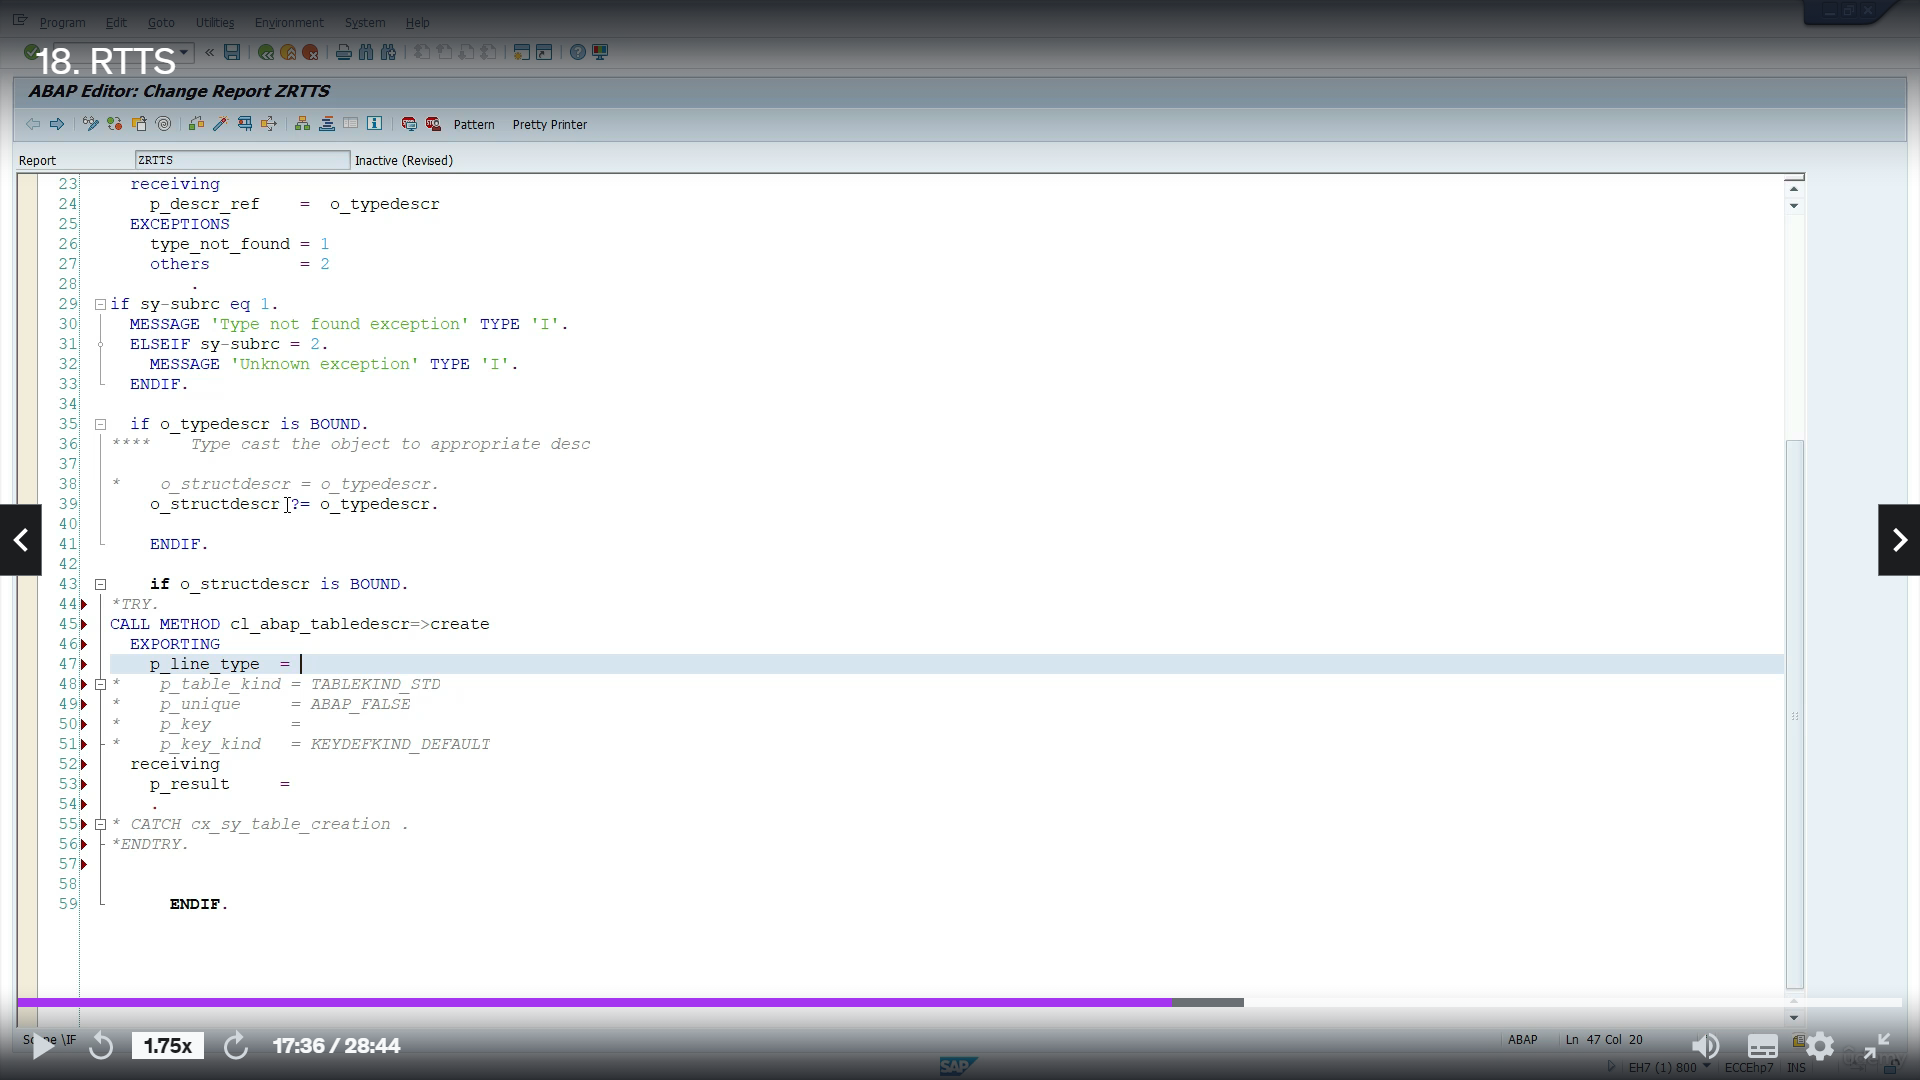 Program Edit Goto Utilities Environment System Help
18. RTTS
ABAP Editor: Change Report ZRTTS
Pattern Pretty Printer
Report ZRTTS Inactive (Revised)
23 receiving
24 p_descr_ref = o_typedescr
25 EXCEPTIONS
26 type_not_found = 1
27 others = 2
28 .
29 if sy-subrc eq 1.
30 MESSAGE 'Type not found exception' TYPE 'I'.
31 ELSEIF sy-subrc = 2.
32 MESSAGE 'Unknown exception' TYPE 'I'.
33 ENDIF.
34
35 if o_typedescr is BOUND.
36 **** Type cast the object to appropriate desc
37
38 * o_structdescr = o_typedescr.
39 o_structdescr ?= o_typedescr.
40
41 ENDIF.
42
43 if o_structdescr is BOUND.
44 *TRY.
45 CALL METHOD cl_abap_tabledescr=>create
46 EXPORTING
47 p_line_type =
48 * p_table_kind = TABLEKIND_STD
49 * p_unique = ABAP_FALSE
50 * p_key =
51 * p_key_kind = KEYDEFKIND_DEFAULT
52 receiving
53 p_result =
54 .
55 * CATCH cx_sy_table_creation .
56 *ENDTRY.
57
58
59 ENDIF.
\IF
1.75x 17:36 / 28:44
ABAP Ln 47 Col 20
SAP
EH7 (1) 800 ECCEhp7 INS